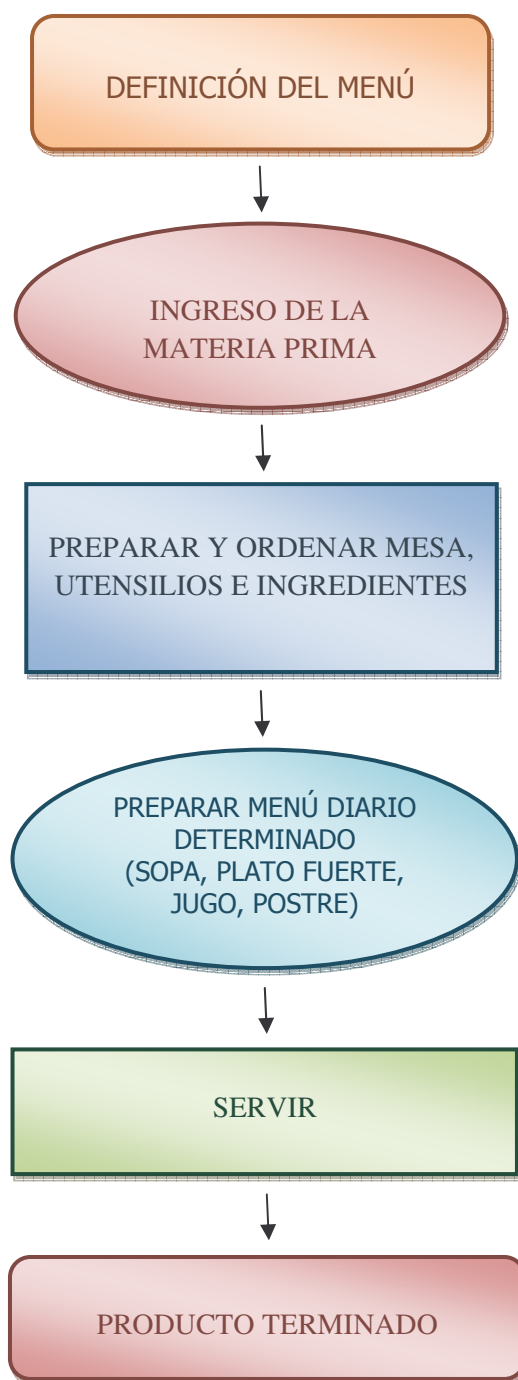 DEFINICIÓN DEL MENÚ
INGRESO DE LA
MATERIA PRIMA
PREPARAR Y ORDENAR MESA,
UTENSILIOS E INGREDIENTES
PREPARAR MENÚ DIARIO
DETERMINADO
(SOPA, PLATO FUERTE,
JUGO, POSTRE)
SERVIR
PRODUCTO TERMINADO